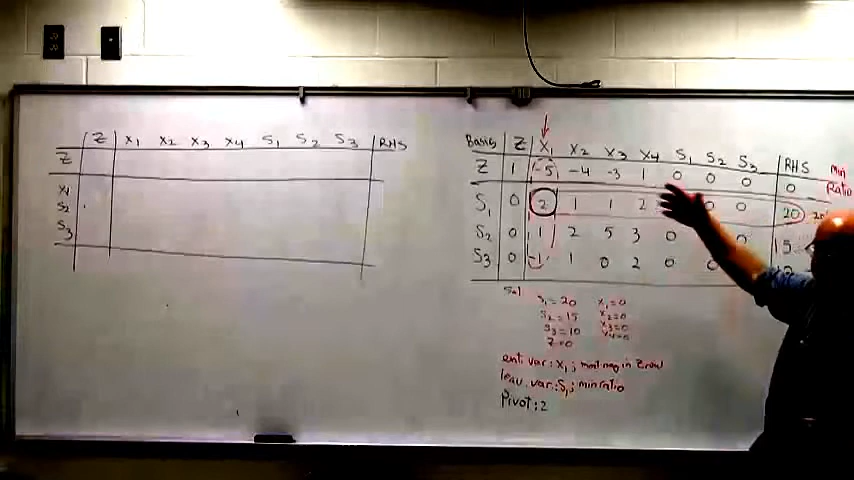 Z X1 X2 X3 X4 S1 S2 S3 RHS
Z
X1
S2
S3
Basics Z X1 X2 X3 X4 S1 S2 S3 RHS
Min
Ratio
Z 1 -5 -4 -3 1 0 0 0 0
S1 0 2 1 1 2 0 0 20
S2 0 1 2 5 3 0 0 15
S3 0 -1 1 0 2 0 0
Sol
S1=20 X1=0
S2=15 X2=0
S3=10 X3=0
Z=0 X4=0
ent. var: X1; most neg in Z row
leav. var: S1; min ratio
Pivot: 2